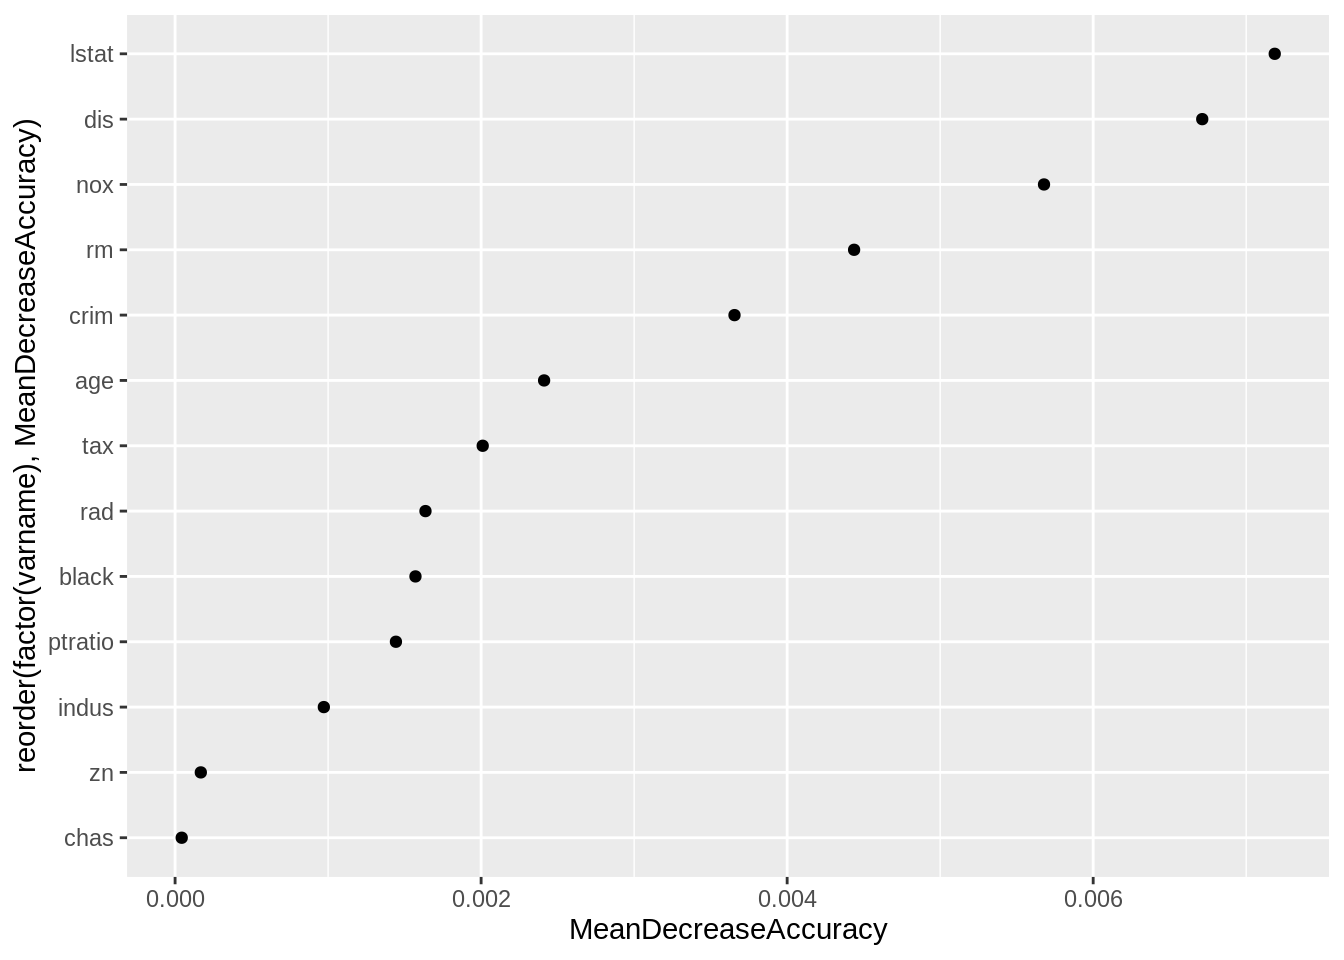 reorder(factor(varname), MeanDecreaseAccuracy)
lstat
dis
nox
rm
crim
age
tax
rad
black
ptratio
indus
zn
chas
0.000 0.002 0.004 0.006
MeanDecreaseAccuracy